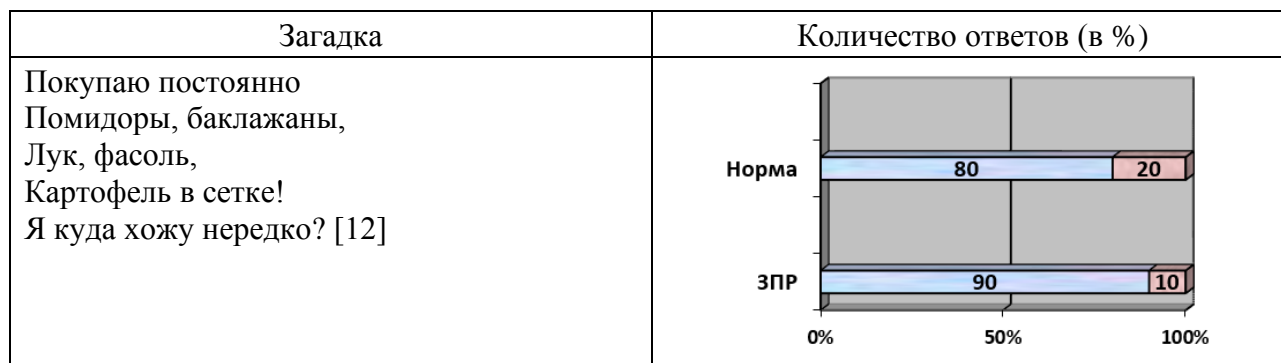 Загадка
Количество ответов (в %)
Покупаю постоянно
Помидоры, баклажаны,
Лук, фасоль,
Картофель в сетке!
Я куда хожу нередко? [12]
Норма
80
20
ЗПР
90
10
0%
50%
100%